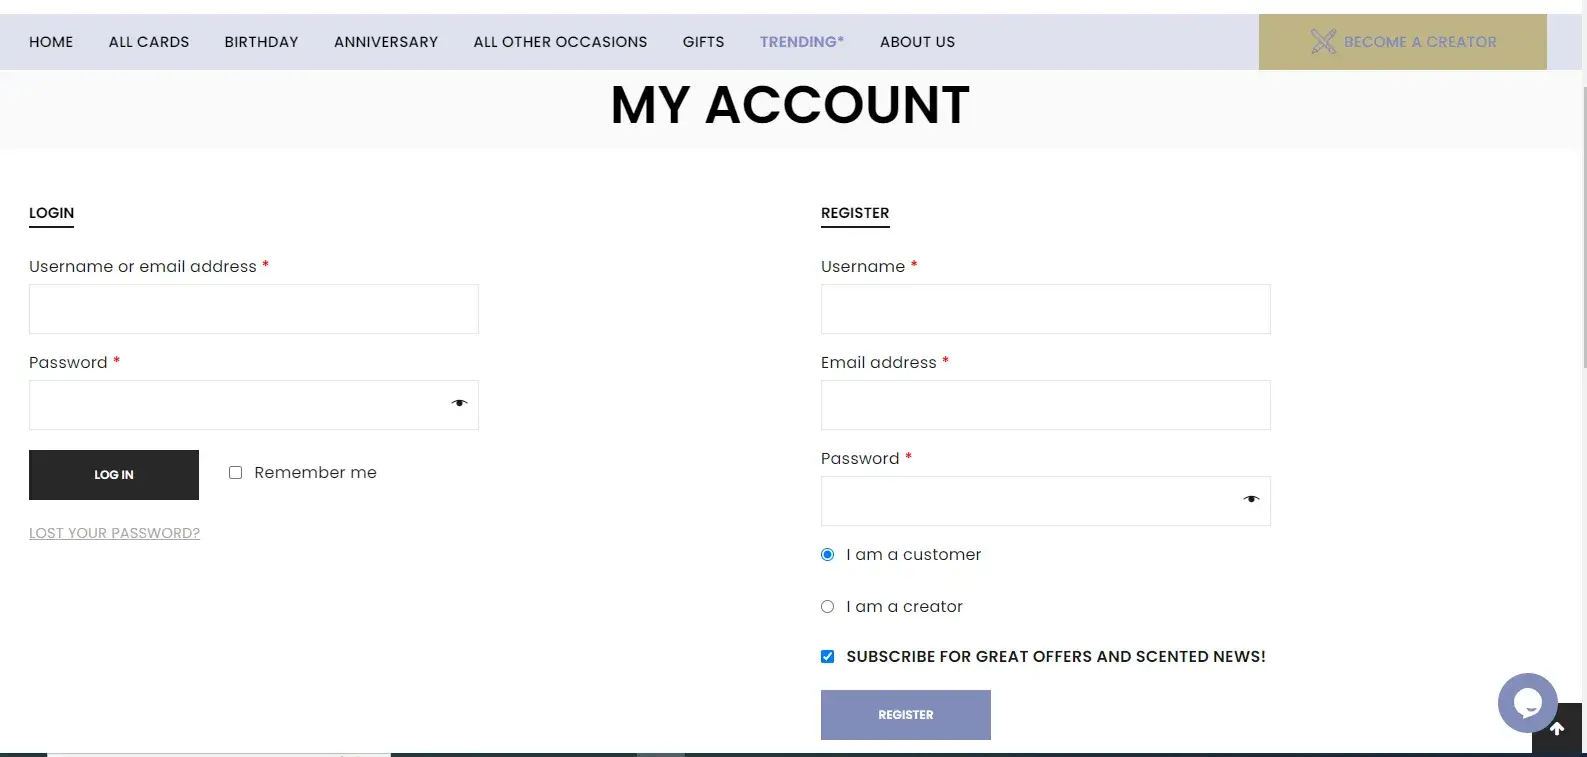 HOME ALL CARDS BIRTHDAY ANNIVERSARY ALL OTHER OCCASIONS GIFTS TRENDING* ABOUT US BECOME A CREATOR
MY ACCOUNT
LOGIN
Username or email address *
Password *
LOG IN Remember me
LOST YOUR PASSWORD?
REGISTER
Username *
Email address *
Password *
I am a customer
I am a creator
SUBSCRIBE FOR GREAT OFFERS AND SCENTED NEWS!
REGISTER